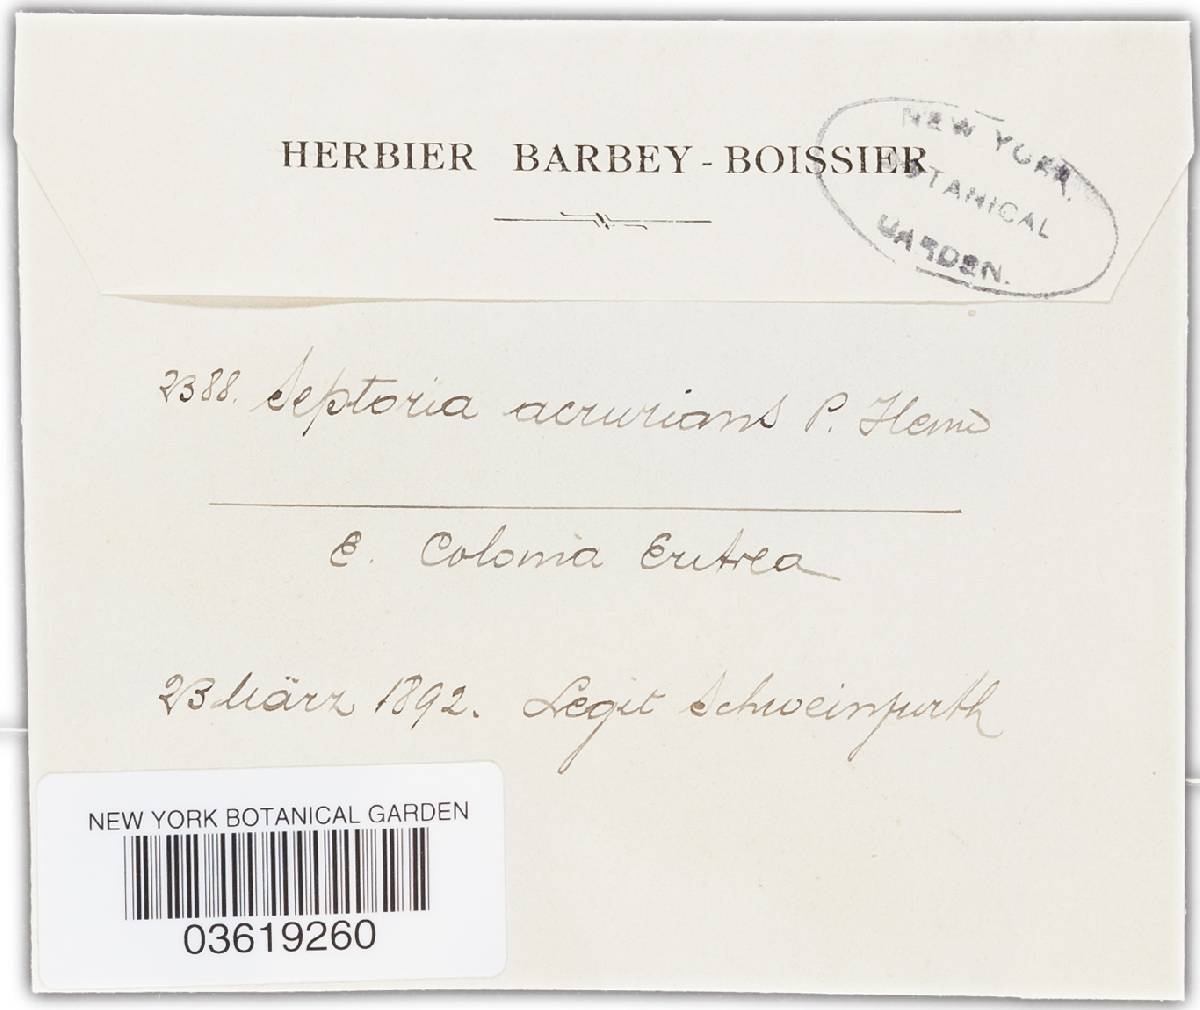 HERBIER BARBEY-BOISSIER
NEW YORK
BOTANICAL
GARDEN.
2388. Septoria acrurians P. Henn
E. Colonia Eritrea
23 März 1892. Legit Schweinfurth
NEW YORK BOTANICAL GARDEN
03619260